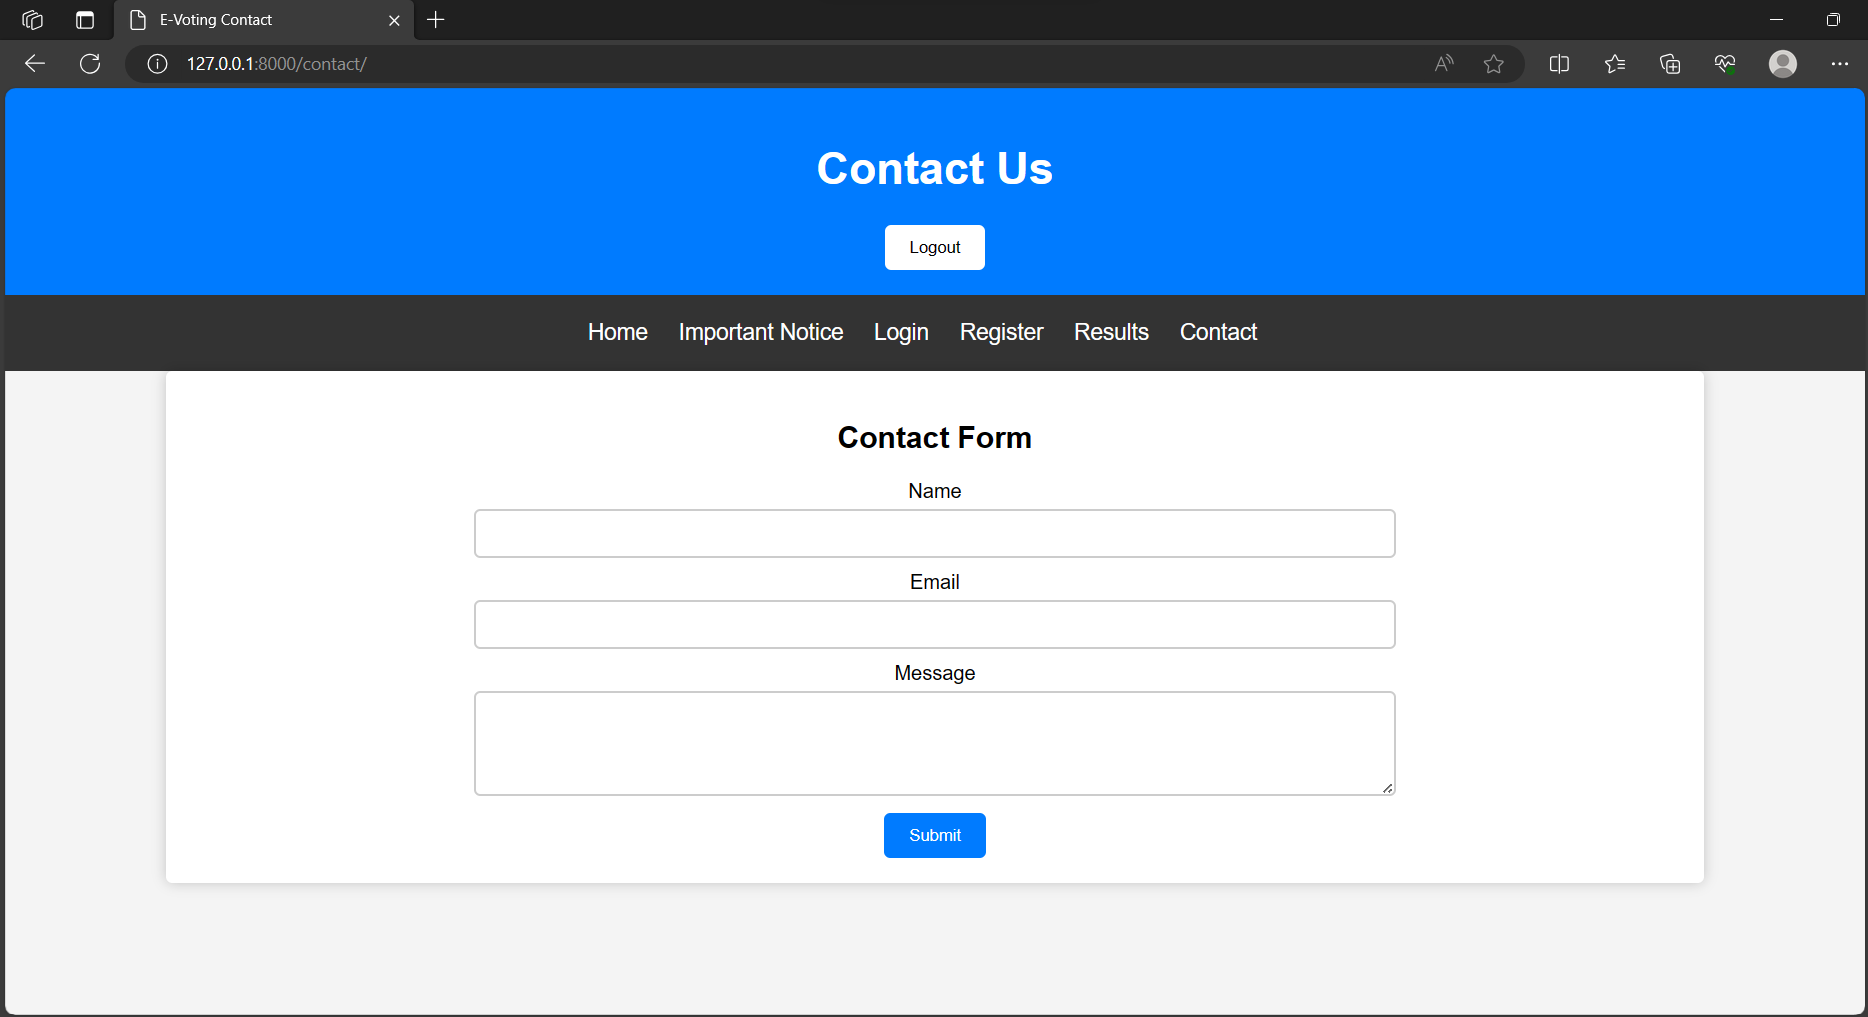 E-Voting Contact
127.0.0.1:8000/contact/
Contact Us
Logout
Home Important Notice Login Register Results Contact
Contact Form
Name
Email
Message
Submit